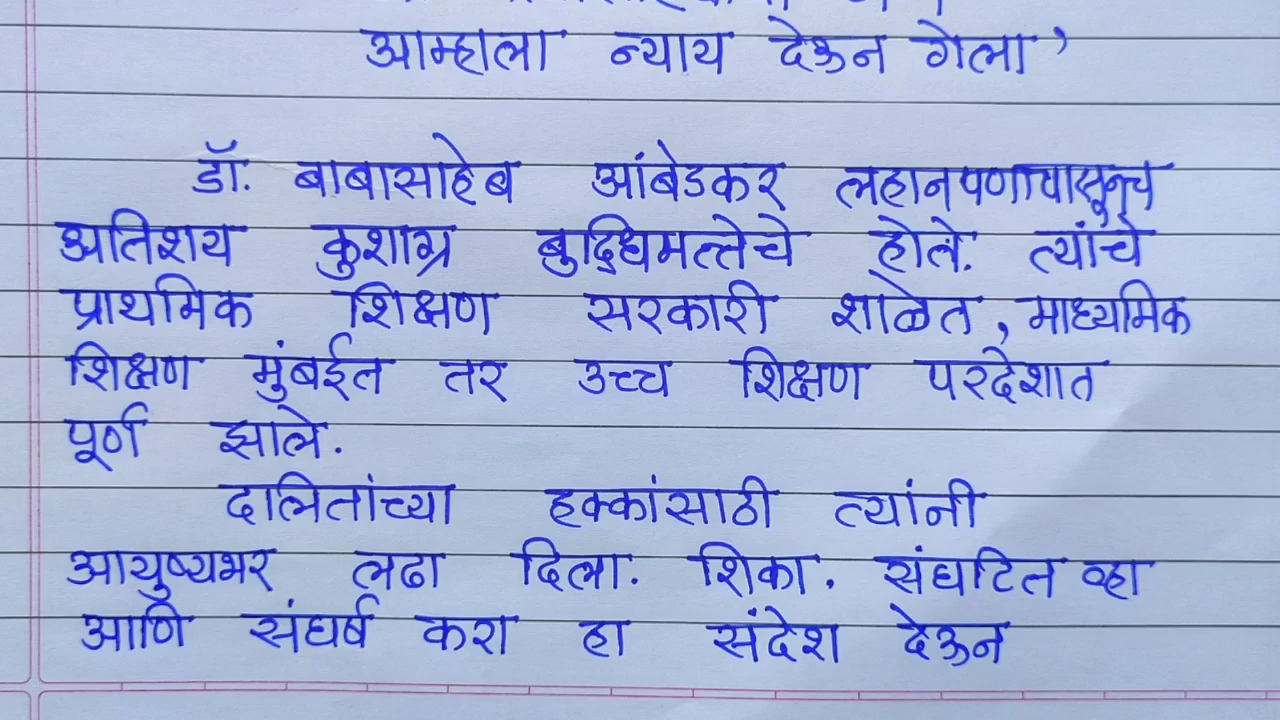 आम्हाला न्याय देऊन गेला’
डॉ. बाबासाहेब आंबेडकर लहानपणापासूनच
अतिशय कुशाग्र बुद्धिमत्तेचे होते. त्यांचे
प्राथमिक शिक्षण सरकारी शाळेत, माध्यमिक
शिक्षण मुंबईत तर उच्च शिक्षण परदेशात
पूर्ण झाले.
दलितांच्या हक्कांसाठी त्यांनी
आयुष्यभर लढा दिला. शिका. संघटित व्हा
आणि संघर्ष करा हा संदेश देऊन